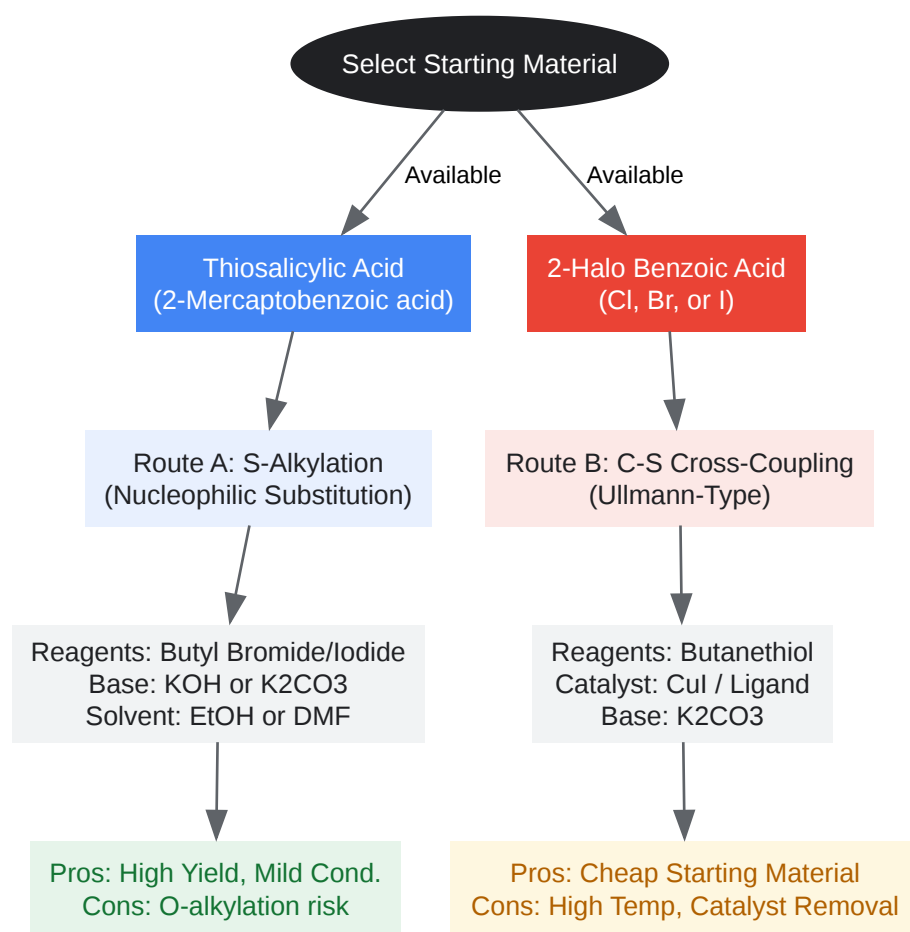 Select Starting Material
Available
Available
Thiosalicylic Acid
(2-Mercaptobenzoic acid)
2-Halo Benzoic Acid
(Cl, Br, or I)
Route A: S-Alkylation
(Nucleophilic Substitution)
Route B: C-S Cross-Coupling
(Ullmann-Type)
Reagents: Butyl Bromide/Iodide
Base: KOH or K2CO3
Solvent: EtOH or DMF
Reagents: Butanethiol
Catalyst: CuI / Ligand
Base: K2CO3
Pros: High Yield, Mild Cond.
Cons: O-alkylation risk
Pros: Cheap Starting Material
Cons: High Temp, Catalyst Removal